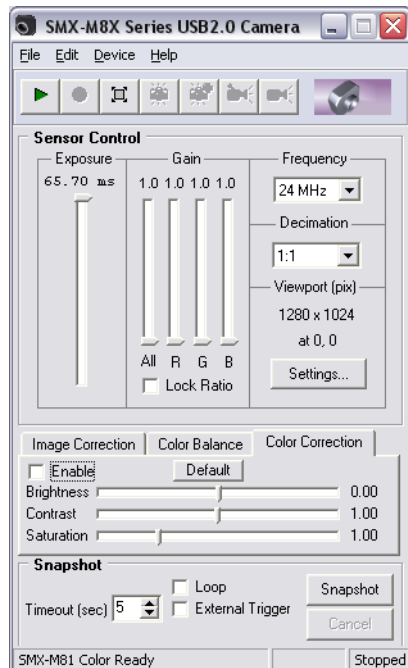 SMX-M8X Series USB2.0 Camera
File Edit Device Help
Sensor Control
Exposure
65.70 ms
Gain
1.0 1.0 1.0 1.0
All R G B
Lock Ratio
Frequency
24 MHz
Decimation
1:1
Viewport (pix)
1280 x 1024
at 0, 0
Settings...
Image Correction Color Balance Color Correction
Enable Default
Brightness 0.00
Contrast 1.00
Saturation 1.00
Snapshot
Timeout (sec) 5
Loop
External Trigger
Snapshot
Cancel
SMX-M81 Color Ready Stopped